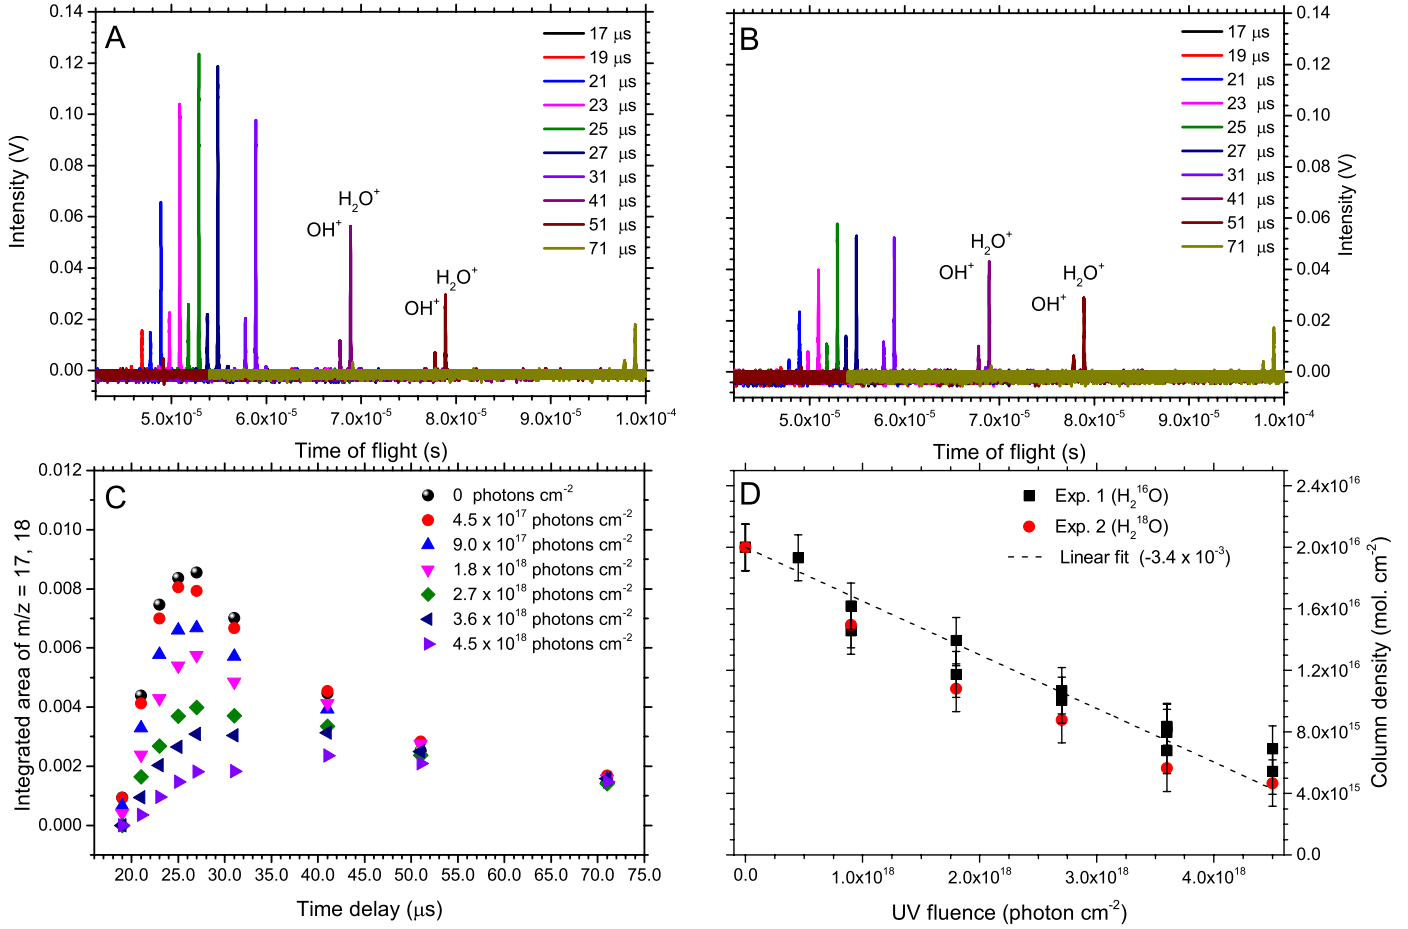 A
17 μs
19 μs
21 μs
23 μs
25 μs
27 μs
31 μs
41 μs
51 μs
71 μs
H₂O⁺
OH⁺
H₂O⁺
OH⁺
0.14
0.12
0.10
0.08
0.06
0.04
0.02
0.00
Intensity (V)
5.0x10⁻⁵ 6.0x10⁻⁵ 7.0x10⁻⁵ 8.0x10⁻⁵ 9.0x10⁻⁵ 1.0x10⁻⁴
Time of flight (s)
B
17 μs
19 μs
21 μs
23 μs
25 μs
27 μs
31 μs
41 μs
51 μs
71 μs
H₂O⁺
OH⁺
H₂O⁺
OH⁺
0.14
0.12
0.10
0.08
0.06
0.04
0.02
0.00
Intensity (V)
5.0x10⁻⁵ 6.0x10⁻⁵ 7.0x10⁻⁵ 8.0x10⁻⁵ 9.0x10⁻⁵ 1.0x10⁻⁴
Time of flight (s)
C
0 photons cm⁻²
4.5 x 10¹⁷ photons cm⁻²
9.0 x 10¹⁷ photons cm⁻²
1.8 x 10¹⁸ photons cm⁻²
2.7 x 10¹⁸ photons cm⁻²
3.6 x 10¹⁸ photons cm⁻²
4.5 x 10¹⁸ photons cm⁻²
0.012
0.010
0.008
0.006
0.004
0.002
0.000
Integrated area of m/z = 17, 18
20.0 25.0 30.0 35.0 40.0 45.0 50.0 55.0 60.0 65.0 70.0 75.0
Time delay (μs)
D
Exp. 1 (H₂¹⁶O)
Exp. 2 (H₂¹⁸O)
Linear fit (-3.4 x 10⁻³)
2.4x10¹⁶
2.0x10¹⁶
1.6x10¹⁶
1.2x10¹⁶
8.0x10¹⁵
4.0x10¹⁵
0.0
Column density (mol. cm⁻²)
0.0 1.0x10¹⁸ 2.0x10¹⁸ 3.0x10¹⁸ 4.0x10¹⁸
UV fluence (photon cm⁻²)